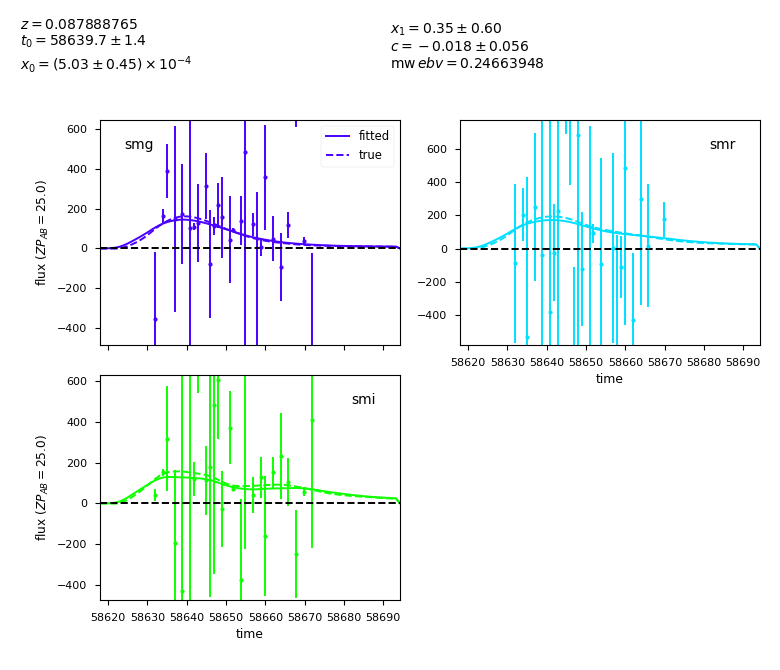 z = 0.087888765
t₀ = 58639.7 ± 1.4
x₀ = (5.03 ± 0.45) × 10⁻⁴
x₁ = 0.35 ± 0.60
c = −0.018 ± 0.056
mw ebv = 0.24663948
smg
fitted
true
600
400
200
0
−200
−400
flux (ZP_AB = 25.0)
smr
600
400
200
0
−200
−400
58620 58630 58640 58650 58660 58670 58680 58690
time
smi
600
400
200
0
−200
−400
flux (ZP_AB = 25.0)
58620 58630 58640 58650 58660 58670 58680 58690
time